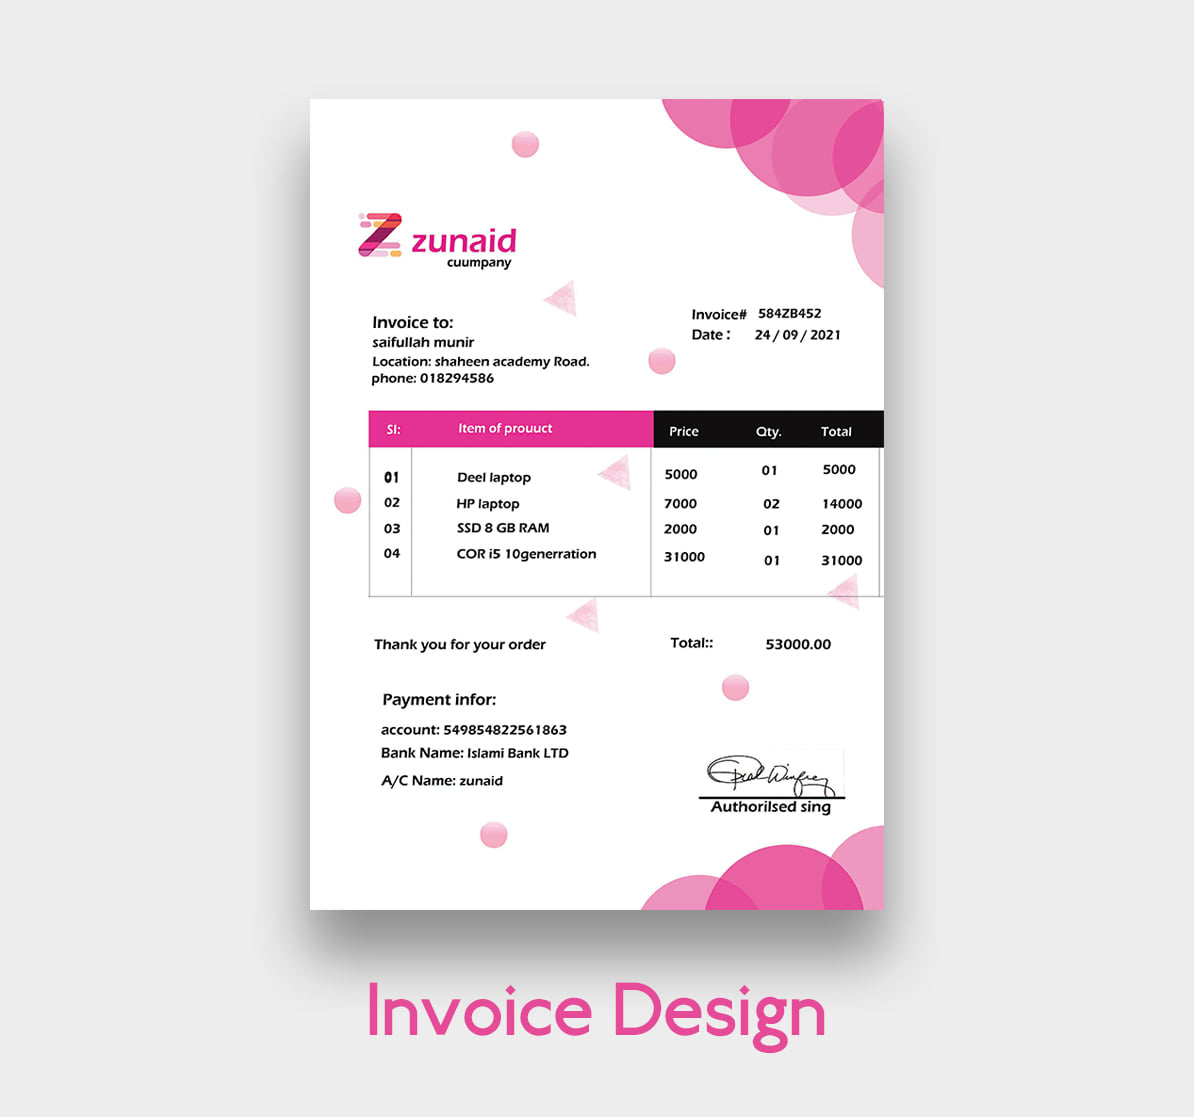 zunaid
cuumpany
Invoice to:
saifullah munir
Location: shaheen academy Road.
phone: 018294586
Invoice# 584ZB452
Date : 24 / 09 / 2021
Sl: Item of prouuct Price Qty. Total
01 Deel laptop 5000 01 5000
02 HP laptop 7000 02 14000
03 SSD 8 GB RAM 2000 01 2000
04 COR i5 10generration 31000 01 31000
Thank you for your order Total:: 53000.00
Payment infor:
account: 549854822561863
Bank Name: Islami Bank LTD
A/C Name: zunaid
Authorilsed sing
Invoice Design